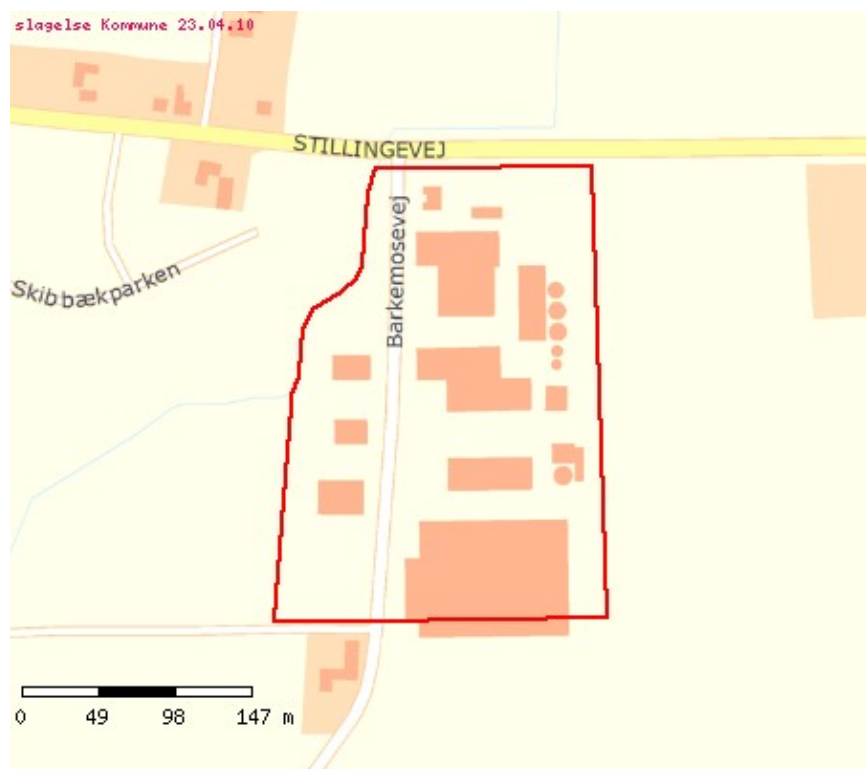 slagelse Kommune 23.04.10
STILLINGEVEJ
Barkemosevej
Skibbækparken
0 49 98 147 m